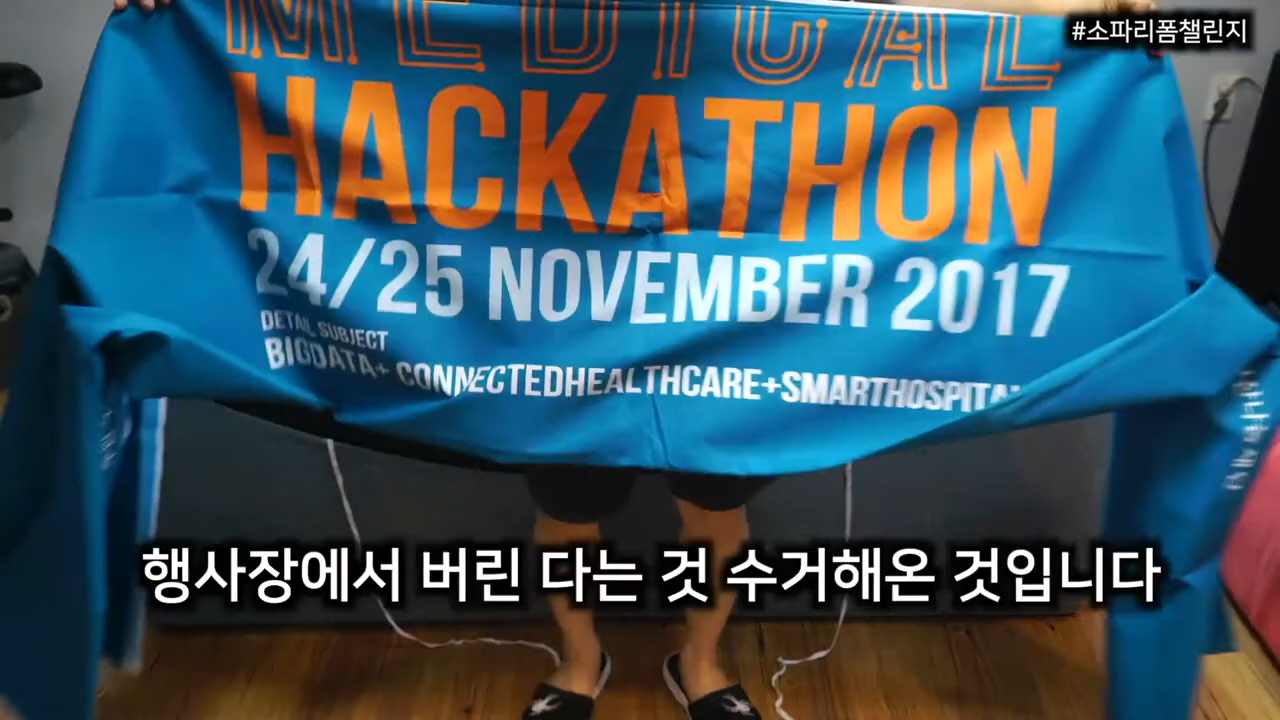 #소파리폼챌린지
MEDICAL
HACKATHON
24/25 NOVEMBER 2017
DETAIL SUBJECT
BIGDATA+ CONNECTEDHEALTHCARE+SMARTHOSPITAL
행사장에서 버린 다는 것 수거해온 것입니다